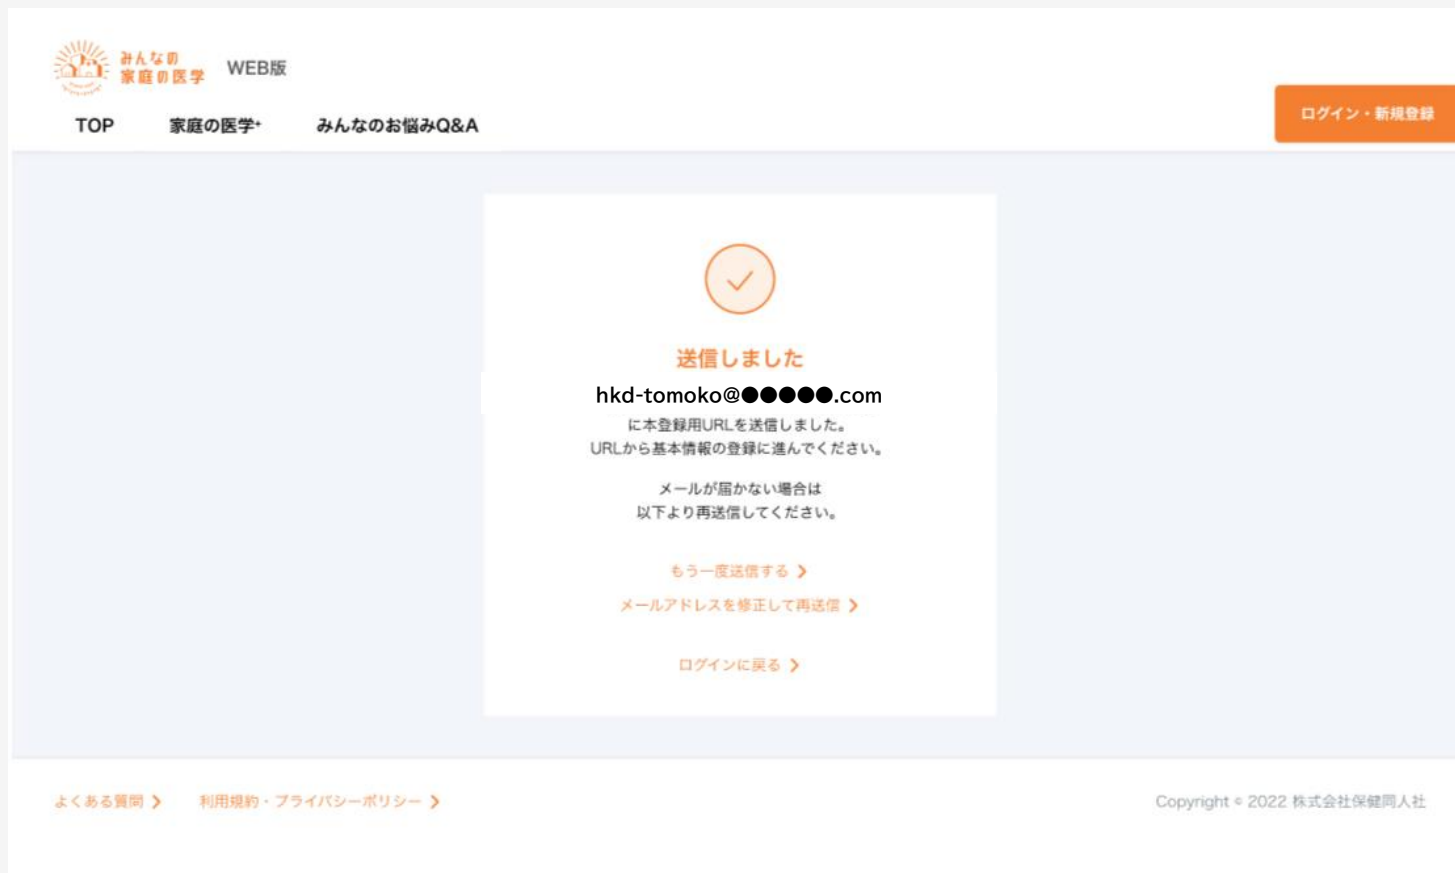 みんなの
家庭の医学
WEB版
TOP
家庭の医学+
みんなのお悩みQ&A
ログイン・新規登録
送信しました
hkd-tomoko@●●●●●.com
に本登録用URLを送信しました。
URLから基本情報の登録に進んでください。
メールが届かない場合は
以下より再送信してください。
もう一度送信する
メールアドレスを修正して再送信
ログインに戻る
よくある質問
利用規約・プライバシーポリシー
Copyright © 2022 株式会社保健同人社